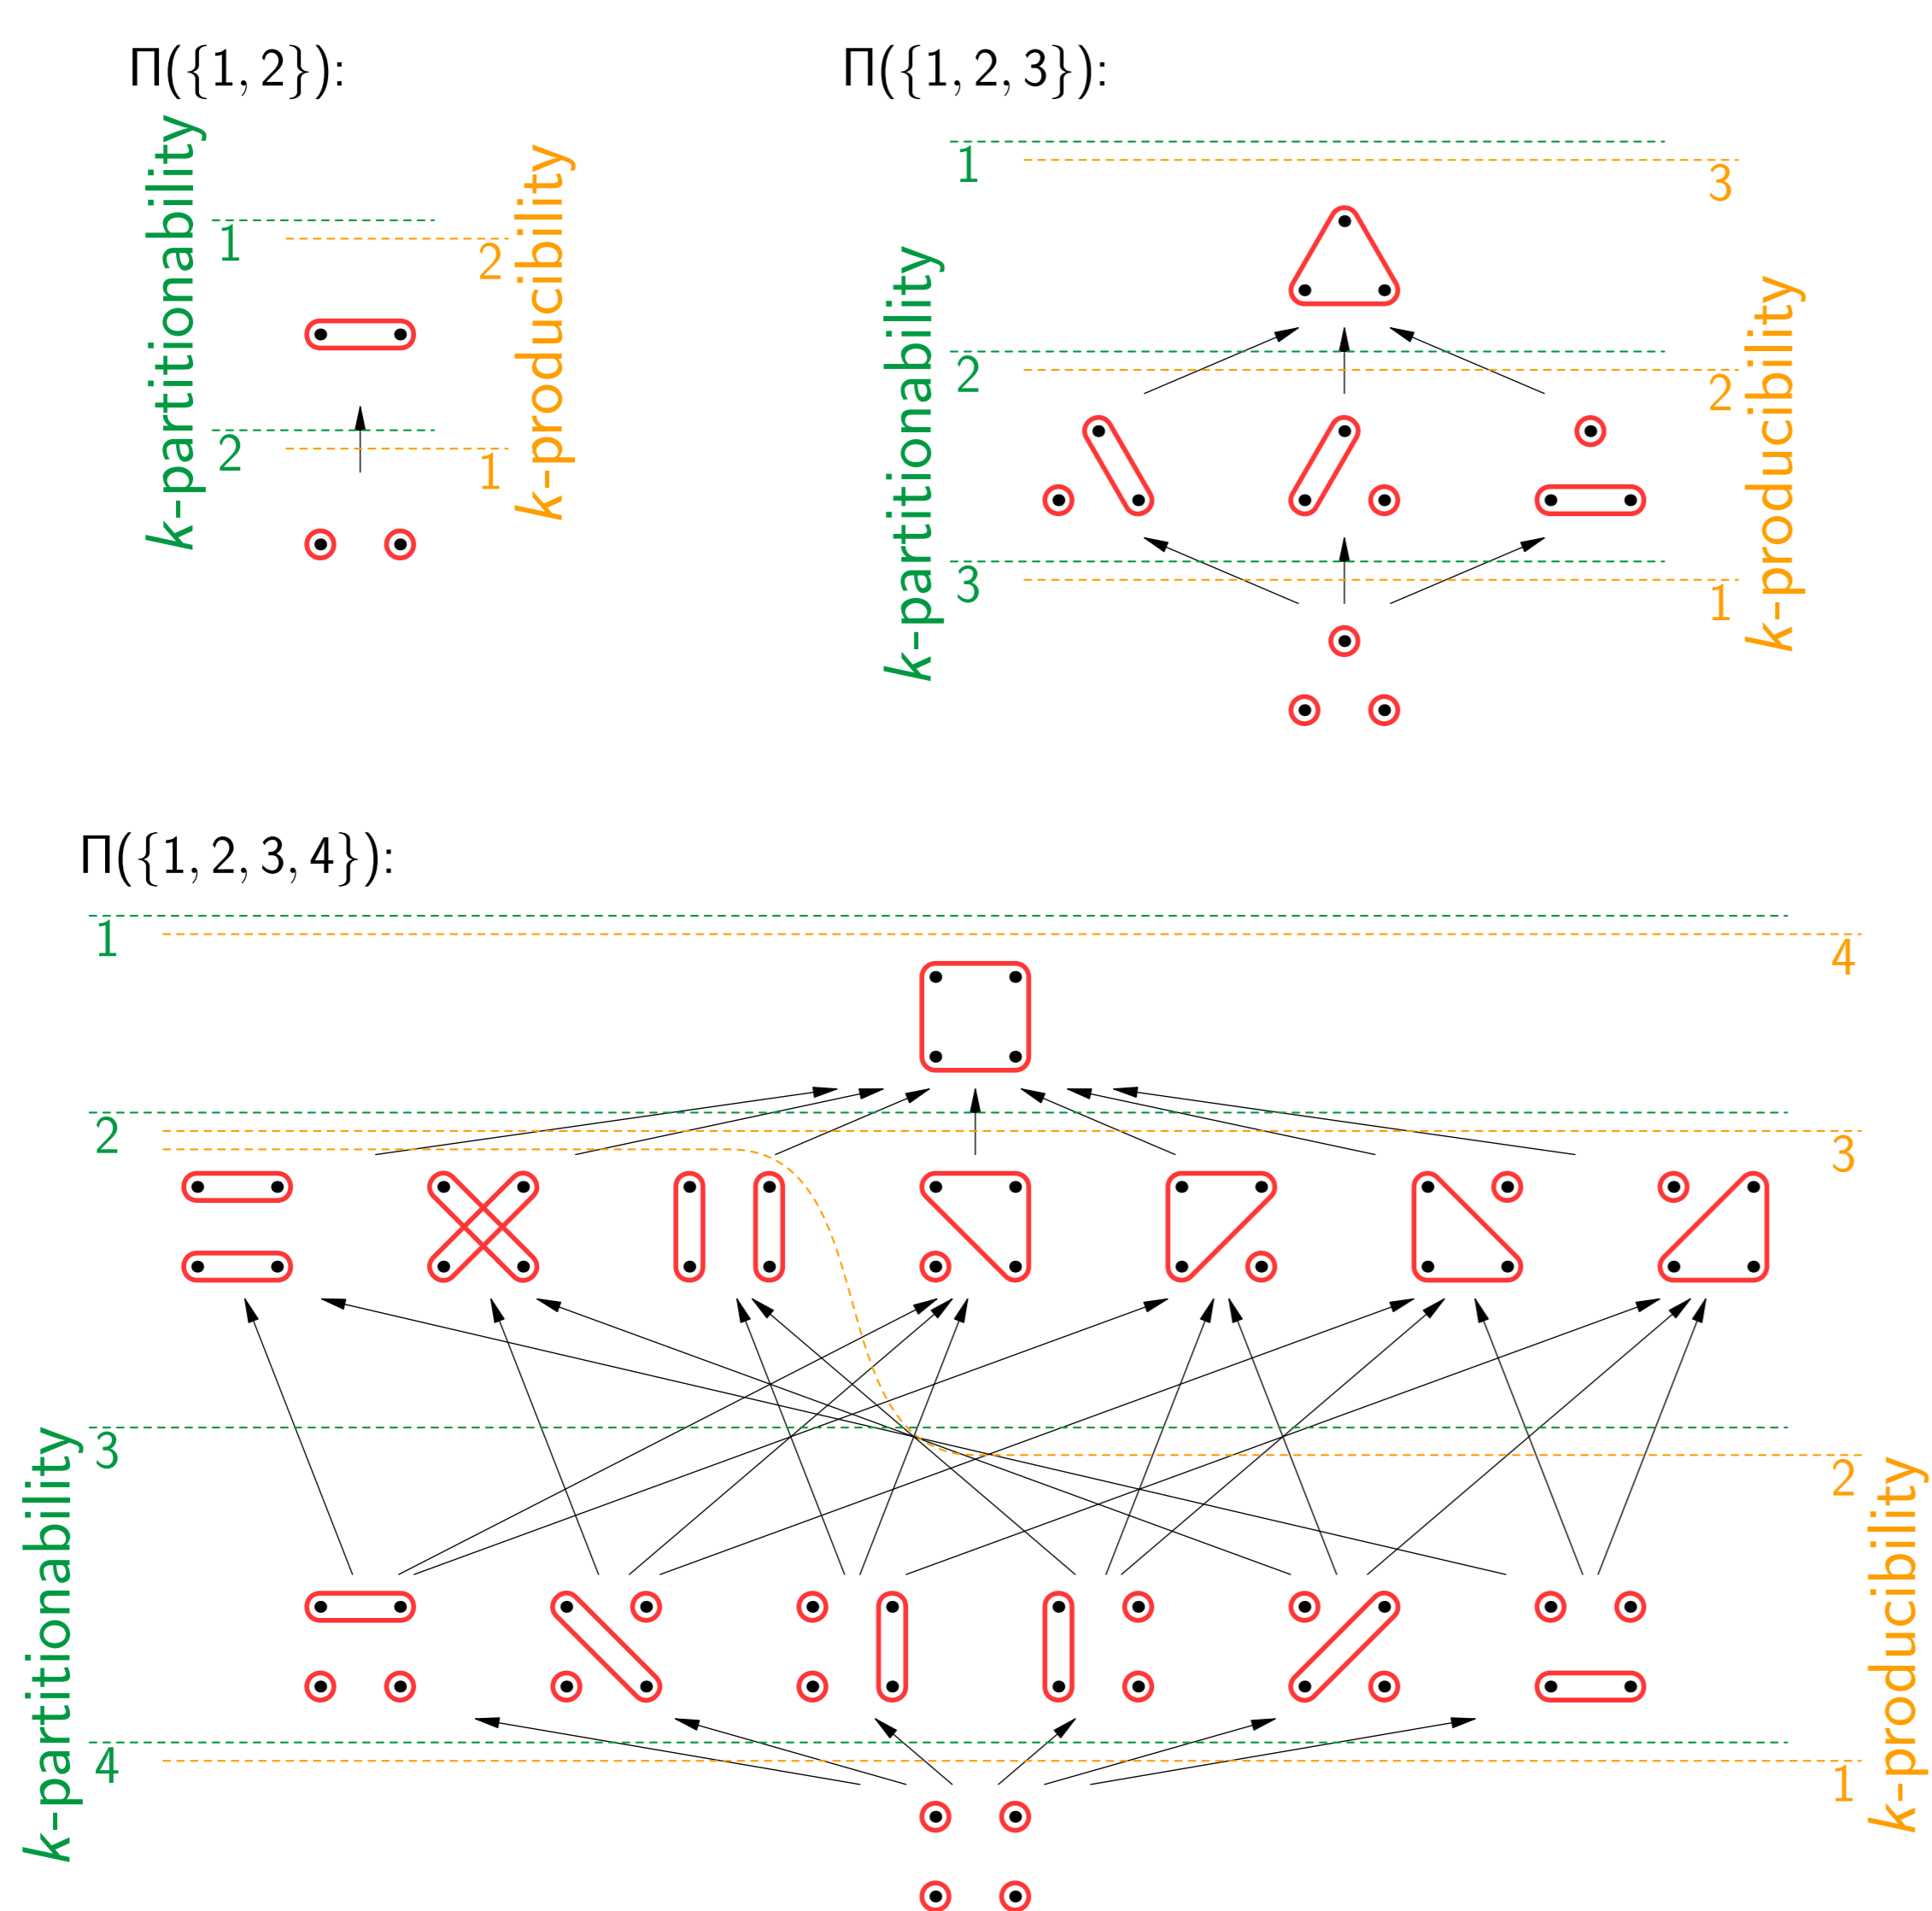 Π({1, 2}):
k-partitionability
1
2
2
1
k-producibility
Π({1, 2, 3}):
k-partitionability
1
3
2
2
3
1
k-producibility
Π({1, 2, 3, 4}):
1
4
2
3
3
2
4
1
k-partitionability
k-producibility